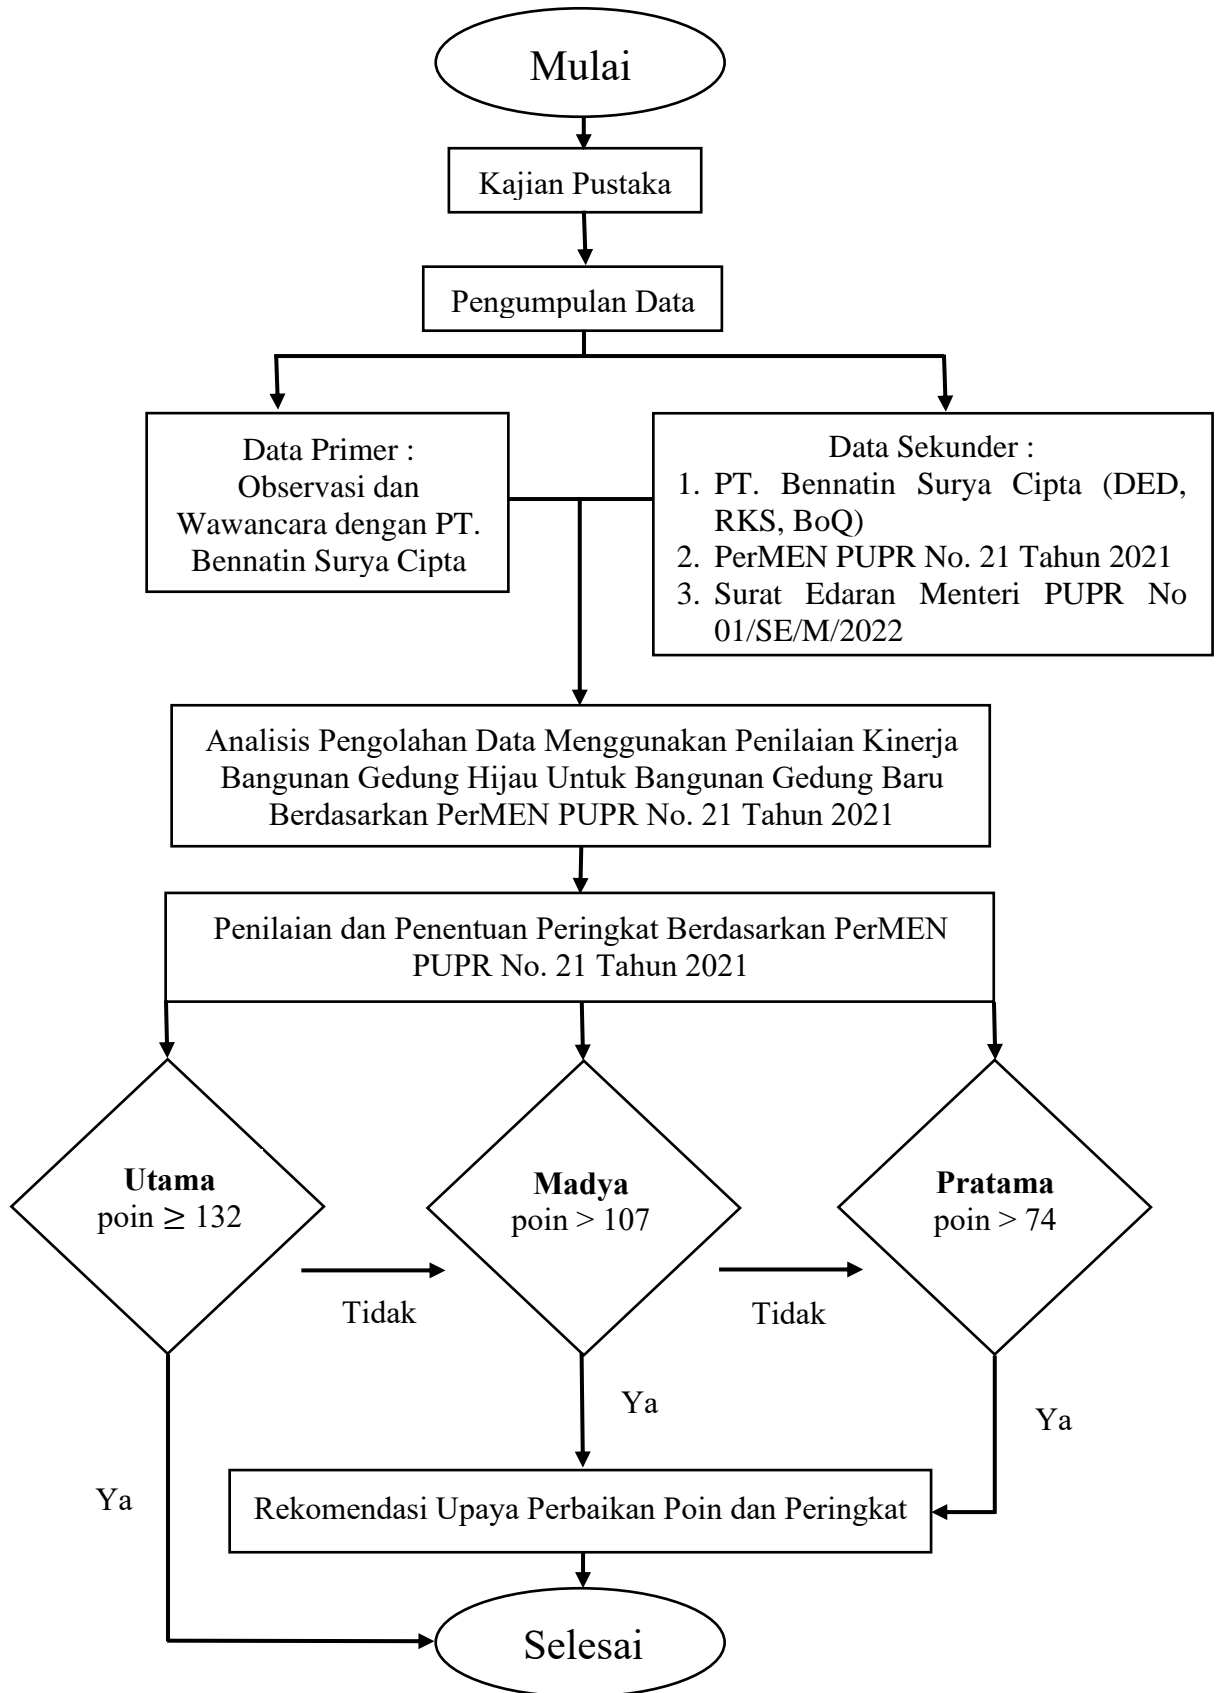 Mulai
Kajian Pustaka
Pengumpulan Data
Data Primer :
Observasi dan
Wawancara dengan PT.
Bennatin Surya Cipta
Data Sekunder :
1. PT. Bennatin Surya Cipta (DED,
RKS, BoQ)
2. PerMEN PUPR No. 21 Tahun 2021
3. Surat Edaran Menteri PUPR No
01/SE/M/2022
Analisis Pengolahan Data Menggunakan Penilaian Kinerja
Bangunan Gedung Hijau Untuk Bangunan Gedung Baru
Berdasarkan PerMEN PUPR No. 21 Tahun 2021
Penilaian dan Penentuan Peringkat Berdasarkan PerMEN
PUPR No. 21 Tahun 2021
Utama
poin ≥ 132
Madya
poin > 107
Pratama
poin > 74
Tidak
Tidak
Ya
Ya
Ya
Rekomendasi Upaya Perbaikan Poin dan Peringkat
Selesai